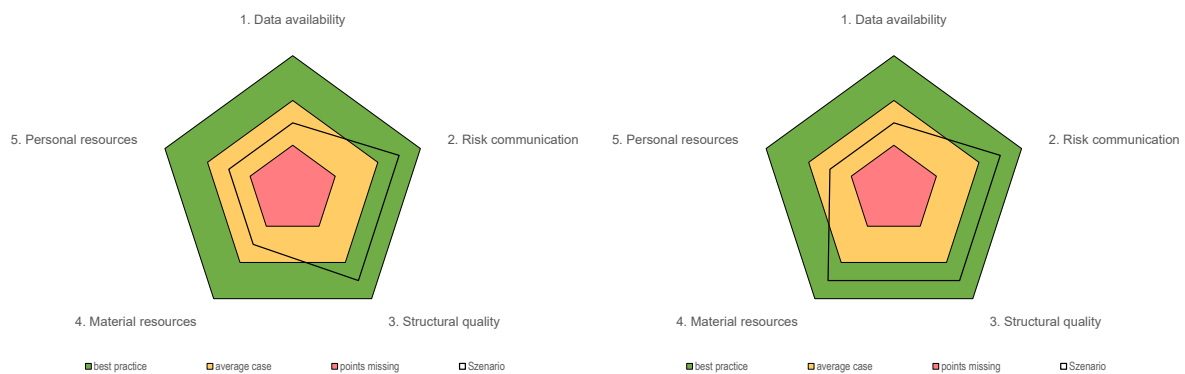 1. Data availability
5. Personal resources
2. Risk communication
4. Material resources
3. Structural quality
best practice
average case
points missing
Szenario
1. Data availability
5. Personal resources
2. Risk communication
4. Material resources
3. Structural quality
best practice
average case
points missing
Szenario